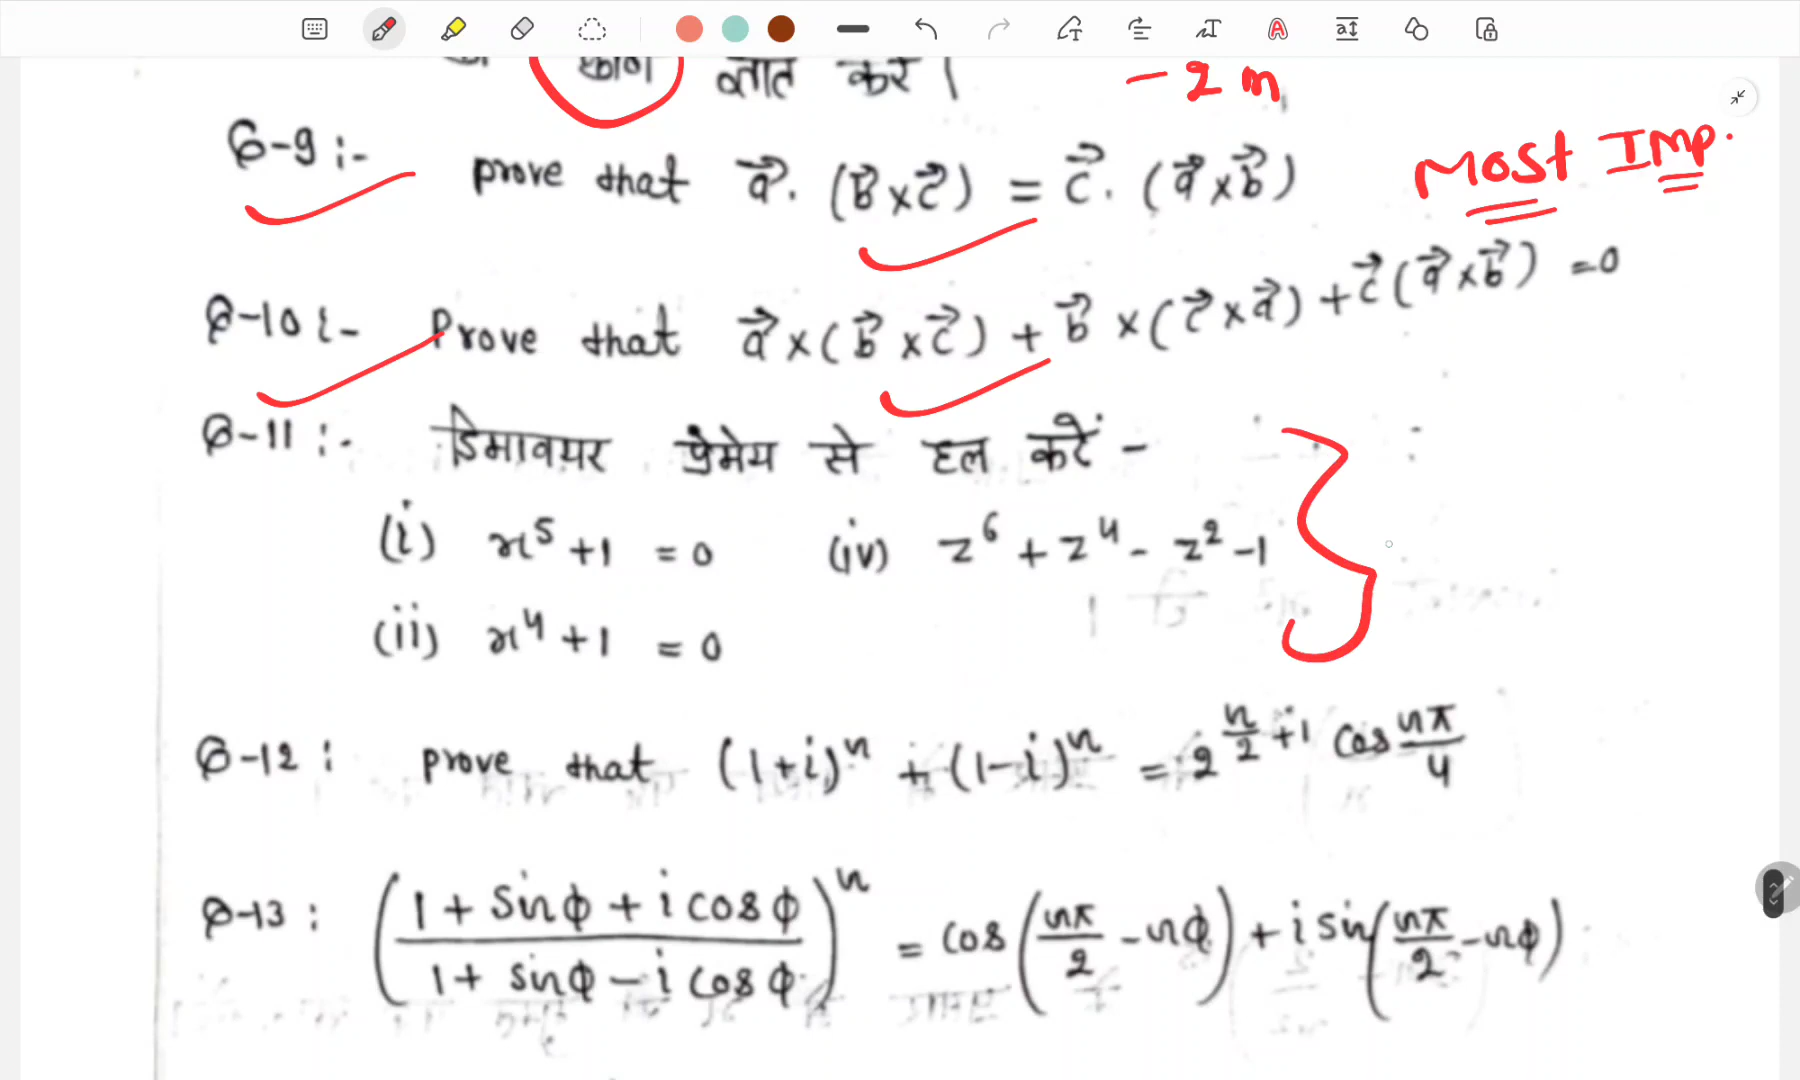 ज्ञात करें | - 2 m
Q-9:- prove that a⃗. (b⃗ x c⃗) = c⃗. (a⃗ x b⃗) Most Imp.
Q-10:- Prove that a⃗ x (b⃗ x c⃗) + b⃗ x (c⃗ x a⃗) + c⃗ (a⃗ x b⃗) =0
Q-11:- डिमावयर प्रेमेय से हल करें -
(i) x⁵ +1 = 0 (iv) z⁶ + z⁴ - z² -1
(ii) x⁴ +1 = 0
Q-12: prove that (1+i)ⁿ + (1-i)ⁿ = 2^(n/2 +1) cos nπ/4
Q-13: ((1+ sinϕ + i cosϕ)/(1+ sinϕ - i cosϕ))ⁿ = cos (nπ/2 - nϕ) + i sin (nπ/2 - nϕ)